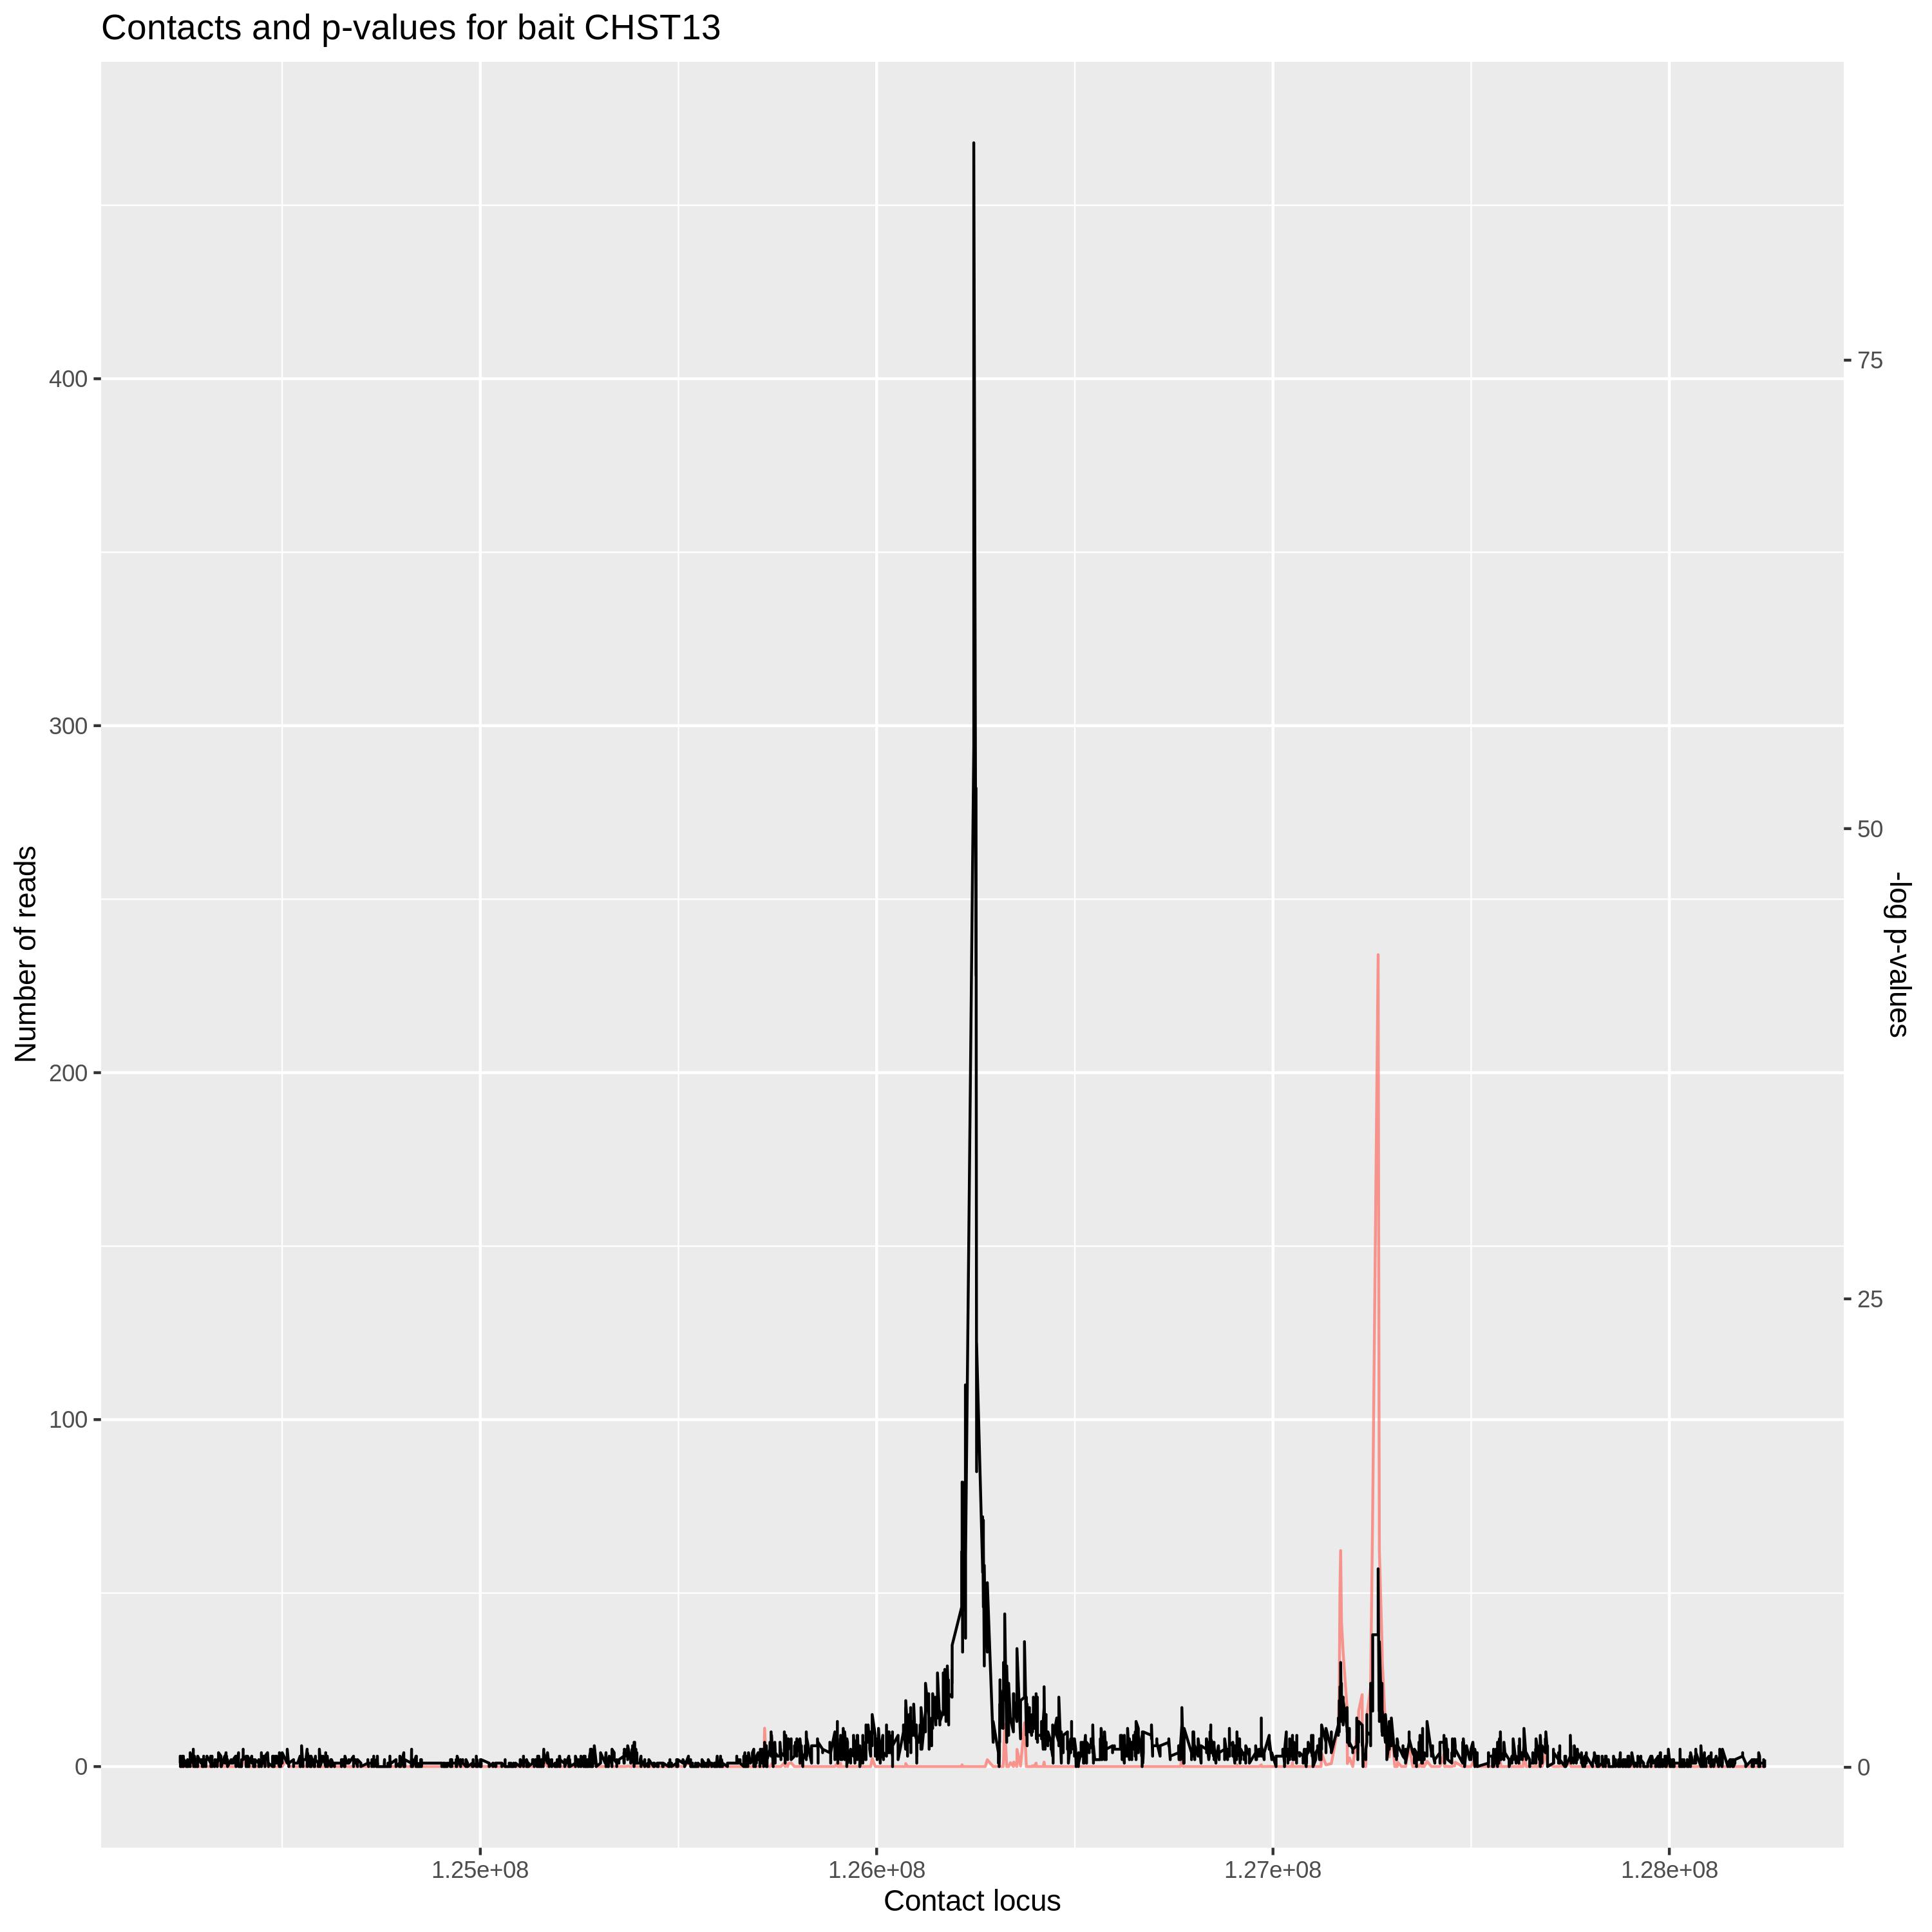 Contacts and p-values for bait CHST13
400
300
200
100
0
75
50
25
0
Number of reads
-log p-values
1.25e+08
1.26e+08
1.27e+08
1.28e+08
Contact locus